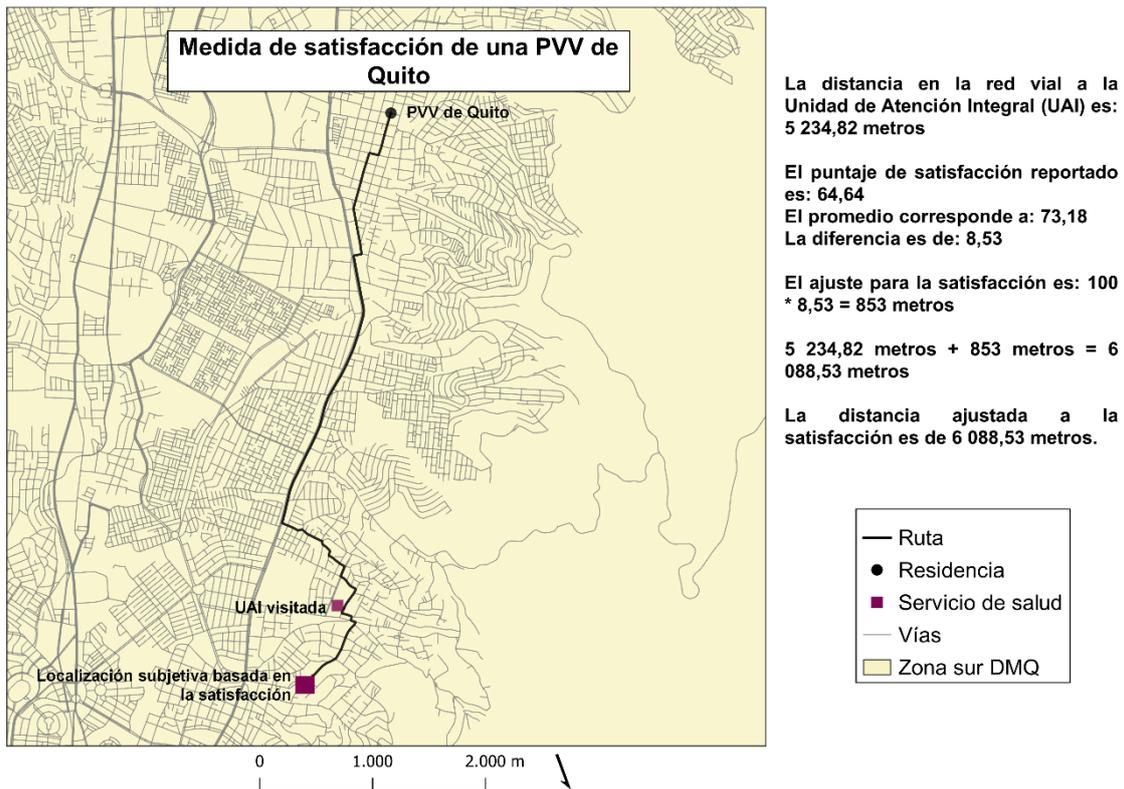 Medida de satisfacción de una PVV de
Quito
PVV de Quito
UAI visitada
Localización subjetiva basada en
la satisfacción
0 1.000 2.000 m
La distancia en la red vial a la
Unidad de Atención Integral (UAI) es:
5 234,82 metros
El puntaje de satisfacción reportado
es: 64,64
El promedio corresponde a: 73,18
La diferencia es de: 8,53
El ajuste para la satisfacción es: 100
* 8,53 = 853 metros
5 234,82 metros + 853 metros = 6
088,53 metros
La distancia ajustada a la
satisfacción es de 6 088,53 metros.
Ruta
Residencia
Servicio de salud
Vías
Zona sur DMQ